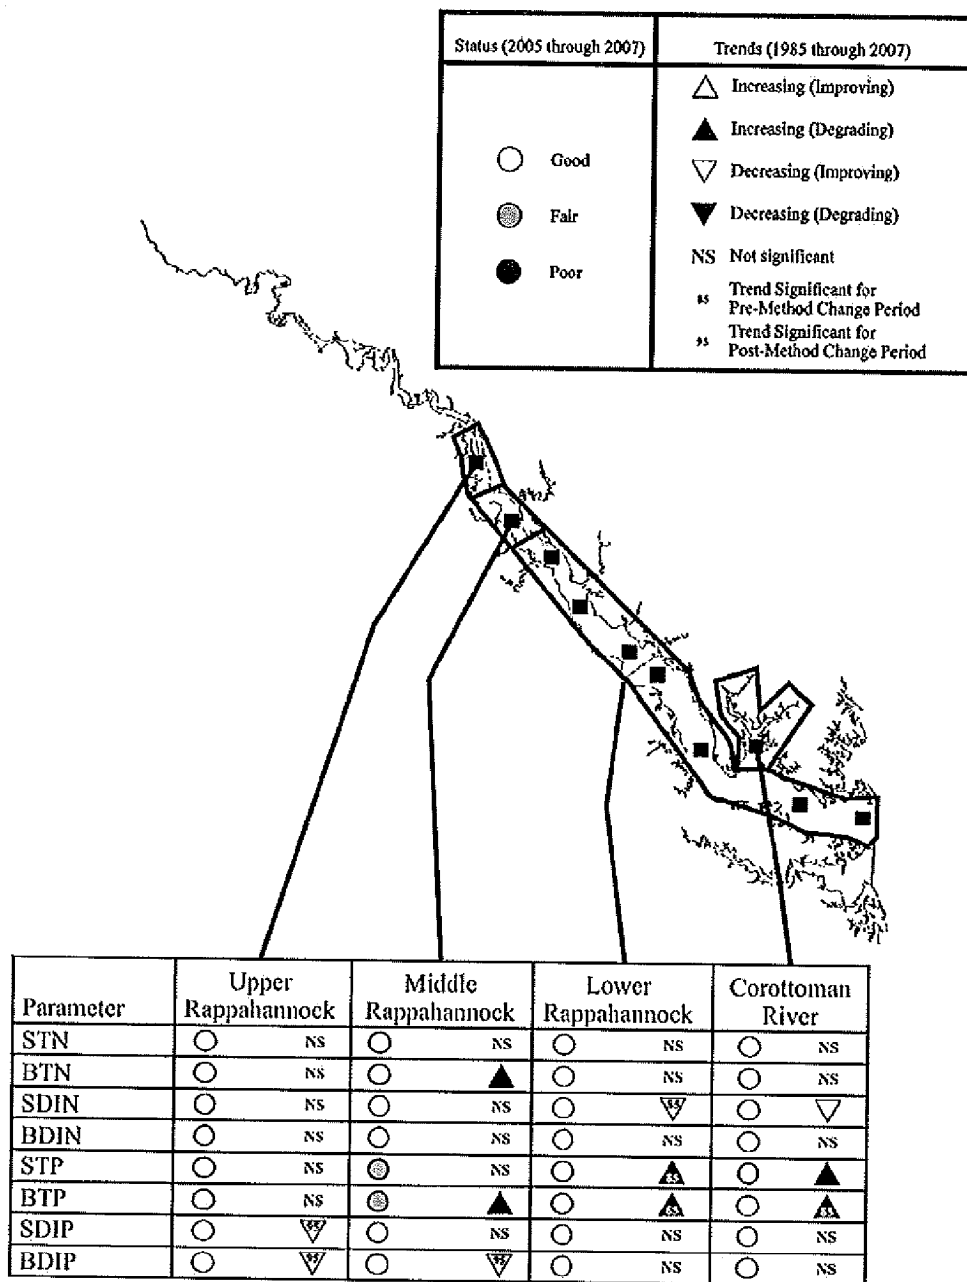 Status (2005 through 2007) Trends (1985 through 2007)
Increasing (Improving)
Increasing (Degrading)
Good
Decreasing (Improving)
Fair
Decreasing (Degrading)
Poor
NS Not significant
85 Trend Significant for
Pre-Method Change Period
95 Trend Significant for
Post-Method Change Period
Parameter Upper Rappahannock Middle Rappahannock Lower Rappahannock Corottoman River
STN NS NS NS NS
BTN NS NS NS
SDIN NS NS
BDIN NS NS NS NS
STP NS NS
BTP NS
SDIP NS NS NS
BDIP NS NS